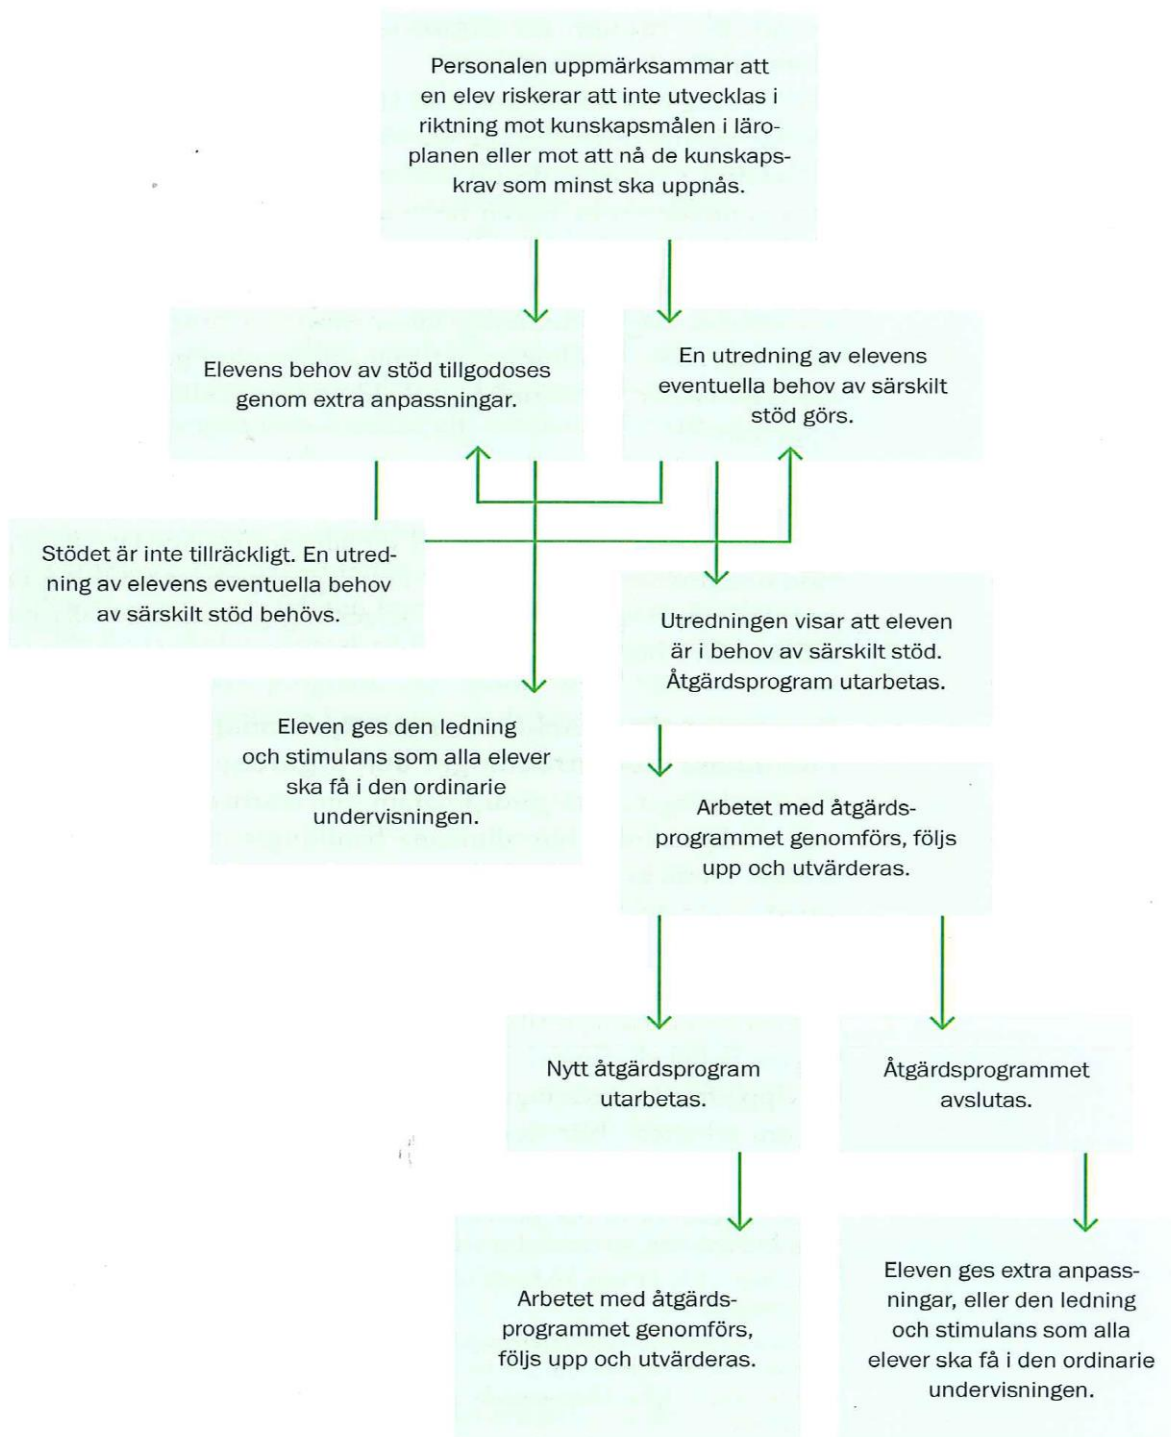 Personalen uppmärksammar att
en elev riskerar att inte utvecklas i
riktning mot kunskapsmålen i läro-
planen eller mot att nå de kunskaps-
krav som minst ska uppnås.
Elevens behov av stöd tillgodoses
genom extra anpassningar.
En utredning av elevens
eventuella behov av särskilt
stöd görs.
Stödet är inte tillräckligt. En utred-
ning av elevens eventuella behov
av särskilt stöd behövs.
Utredningen visar att eleven
är i behov av särskilt stöd.
Åtgärdsprogram utarbetas.
Eleven ges den ledning
och stimulans som alla elever
ska få i den ordinarie
undervisningen.
Arbetet med åtgärds-
programmet genomförs, följs
upp och utvärderas.
Nytt åtgärdsprogram
utarbetas.
Åtgärdsprogrammet
avslutas.
Arbetet med åtgärds-
programmet genomförs,
följs upp och utvärderas.
Eleven ges extra anpass-
ningar, eller den ledning
och stimulans som alla
elever ska få i den ordinarie
undervisningen.